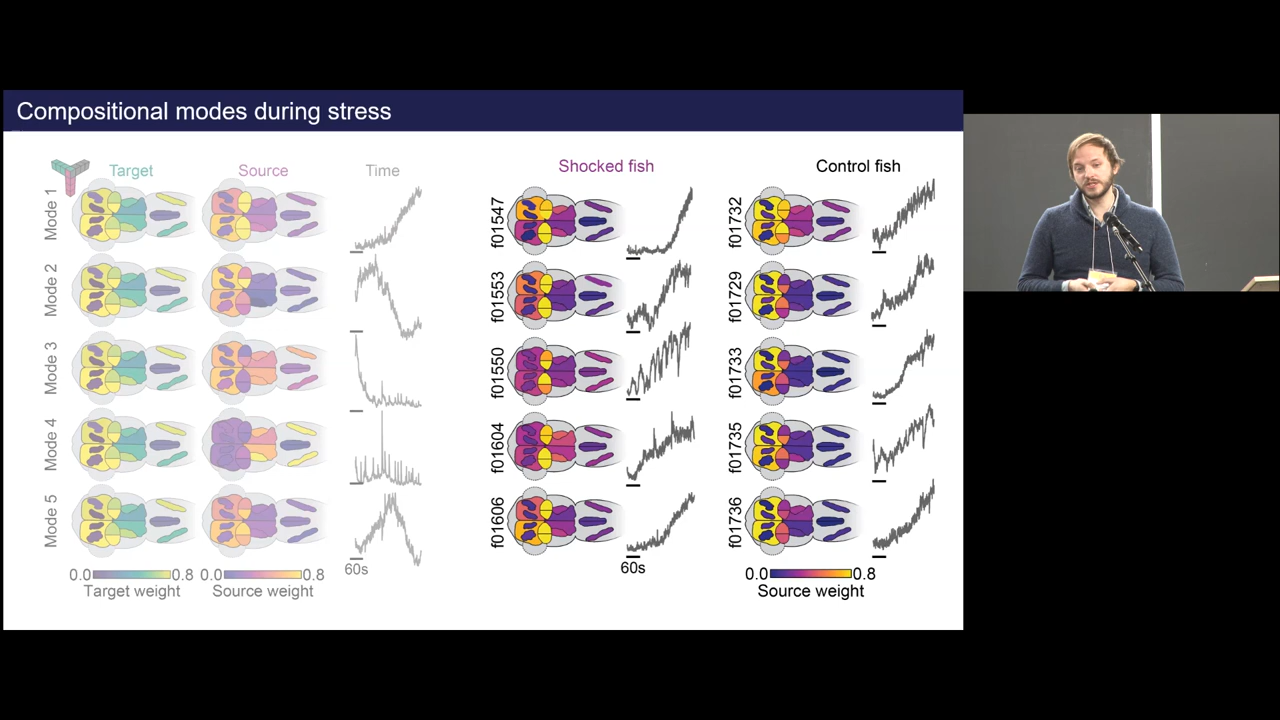 Compositional modes during stress
Target
Source
Time
Shocked fish
Control fish
Mode 1
Mode 2
Mode 3
Mode 4
Mode 5
f01547
f01553
f01550
f01604
f01606
f01732
f01729
f01733
f01735
f01736
0.0 0.8
Target weight
0.0 0.8
Source weight
60s
60s
0.0 0.8
Source weight